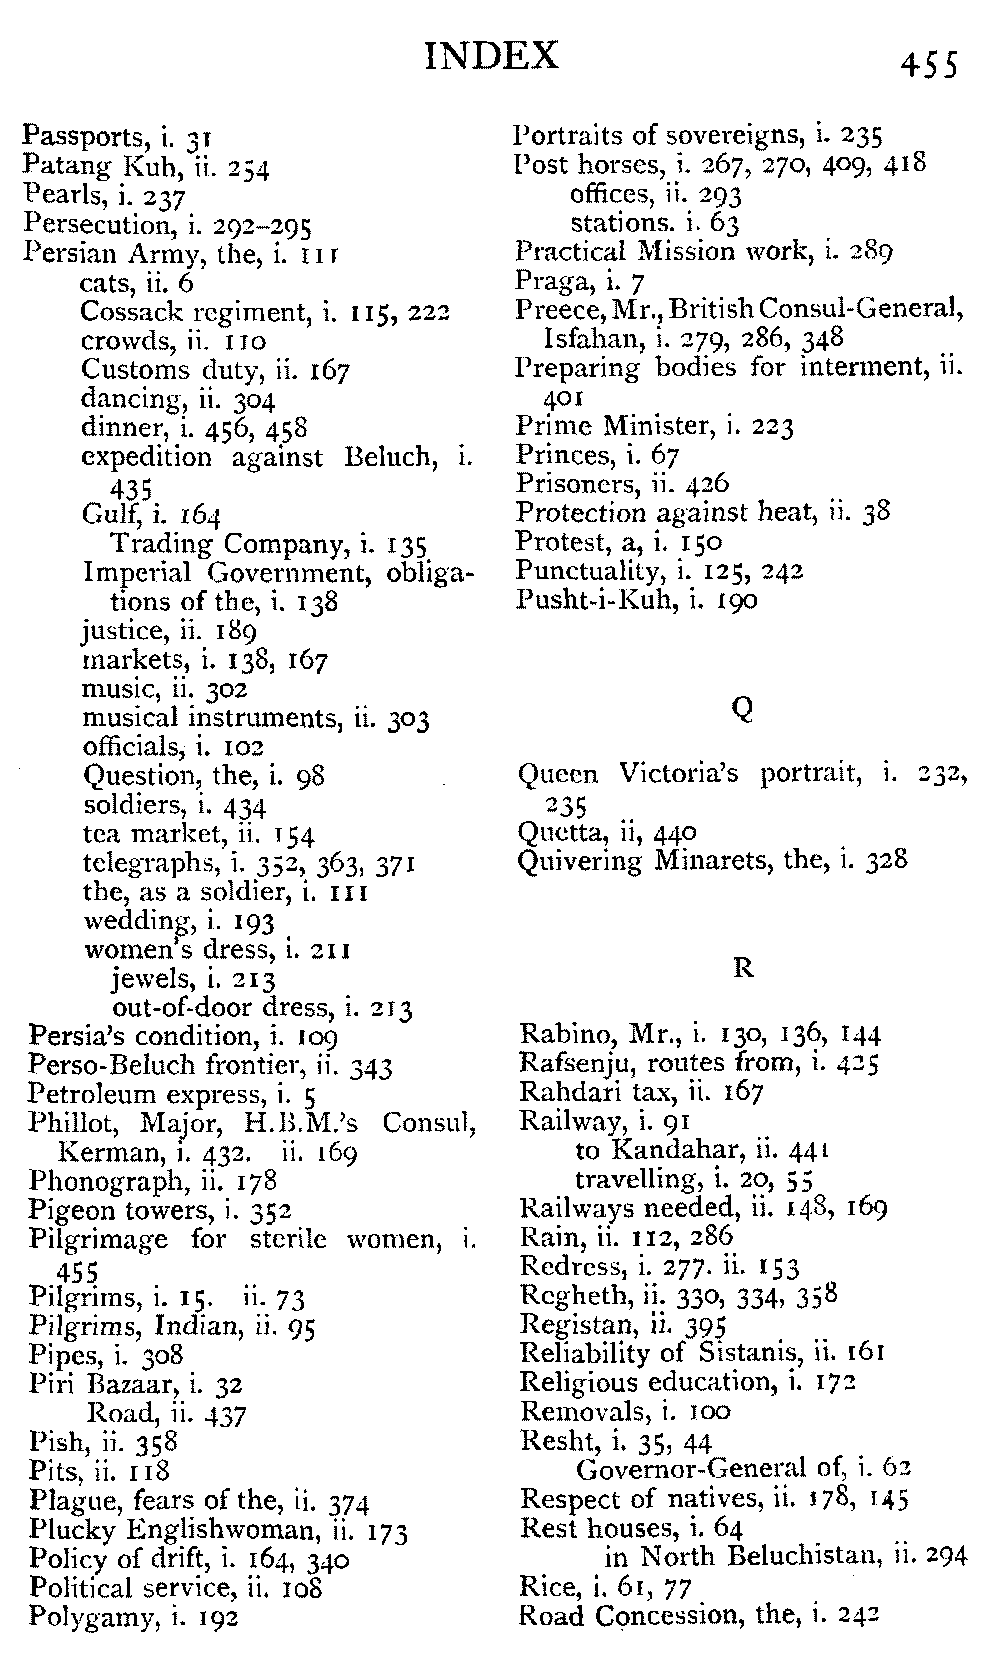 INDEX
455
Passports, i. 31
Patang Kuh, ii. 254
Pearls, i. 237
Persecution, i. 292-295
Persian Army, the, i. 111
cats, ii. 6
Cossack regiment, i. 115, 222
crowds, ii. 110
Customs duty, ii. 167
dancing, ii. 304
dinner, i. 456, 458
expedition against Beluch, i.
435
Gulf, i. 164
Trading Company, i. 135
Imperial Government, obliga-
tions of the, i. 138
justice, ii. 189
markets, i. 138, 167
music, ii. 302
musical instruments, ii. 303
officials, i. 102
Question, the, i. 98
soldiers, i. 434
tea market, ii. 154
telegraphs, i. 352, 363, 371
the, as a soldier, i. 111
wedding, i. 193
women's dress, i. 211
jewels, i. 213
out-of-door dress, i. 213
Persia's condition, i. 109
Perso-Beluch frontier, ii. 343
Petroleum express, i. 5
Phillot, Major, H.B.M.'s Consul,
Kerman, i. 432. ii. 169
Phonograph, ii. 178
Pigeon towers, i. 352
Pilgrimage for sterile women, i.
455
Pilgrims, i. 15. ii. 73
Pilgrims, Indian, ii. 95
Pipes, i. 308
Piri Bazaar, i. 32
Road, ii. 437
Pish, ii. 358
Pits, ii. 118
Plague, fears of the, ii. 374
Plucky Englishwoman, ii. 173
Policy of drift, i. 164, 340
Political service, ii. 108
Polygamy, i. 192
Portraits of sovereigns, i. 235
Post horses, i. 267, 270, 409, 418
offices, ii. 293
stations. i. 63
Practical Mission work, i. 289
Praga, i. 7
Preece, Mr., British Consul-General,
Isfahan, i. 279, 286, 348
Preparing bodies for interment, ii.
401
Prime Minister, i. 223
Princes, i. 67
Prisoners, ii. 426
Protection against heat, ii. 38
Protest, a, i. 150
Punctuality, i. 125, 242
Pusht-i-Kuh, i. 190
Q
Queen Victoria's portrait, i. 232,
235
Quetta, ii, 440
Quivering Minarets, the, i. 328
R
Rabino, Mr., i. 130, 136, 144
Rafsenju, routes from, i. 425
Rahdari tax, ii. 167
Railway, i. 91
to Kandahar, ii. 441
travelling, i. 20, 55
Railways needed, ii. 148, 169
Rain, ii. 112, 286
Redress, i. 277. ii. 153
Regheth, ii. 330, 334, 358
Registan, ii. 395
Reliability of Sistanis, ii. 161
Religious education, i. 172
Removals, i. 100
Resht, i. 35, 44
Governor-General of, i. 62
Respect of natives, ii. 178, 145
Rest houses, i. 64
in North Beluchistan, ii. 294
Rice, i. 61, 77
Road Concession, the, i. 242